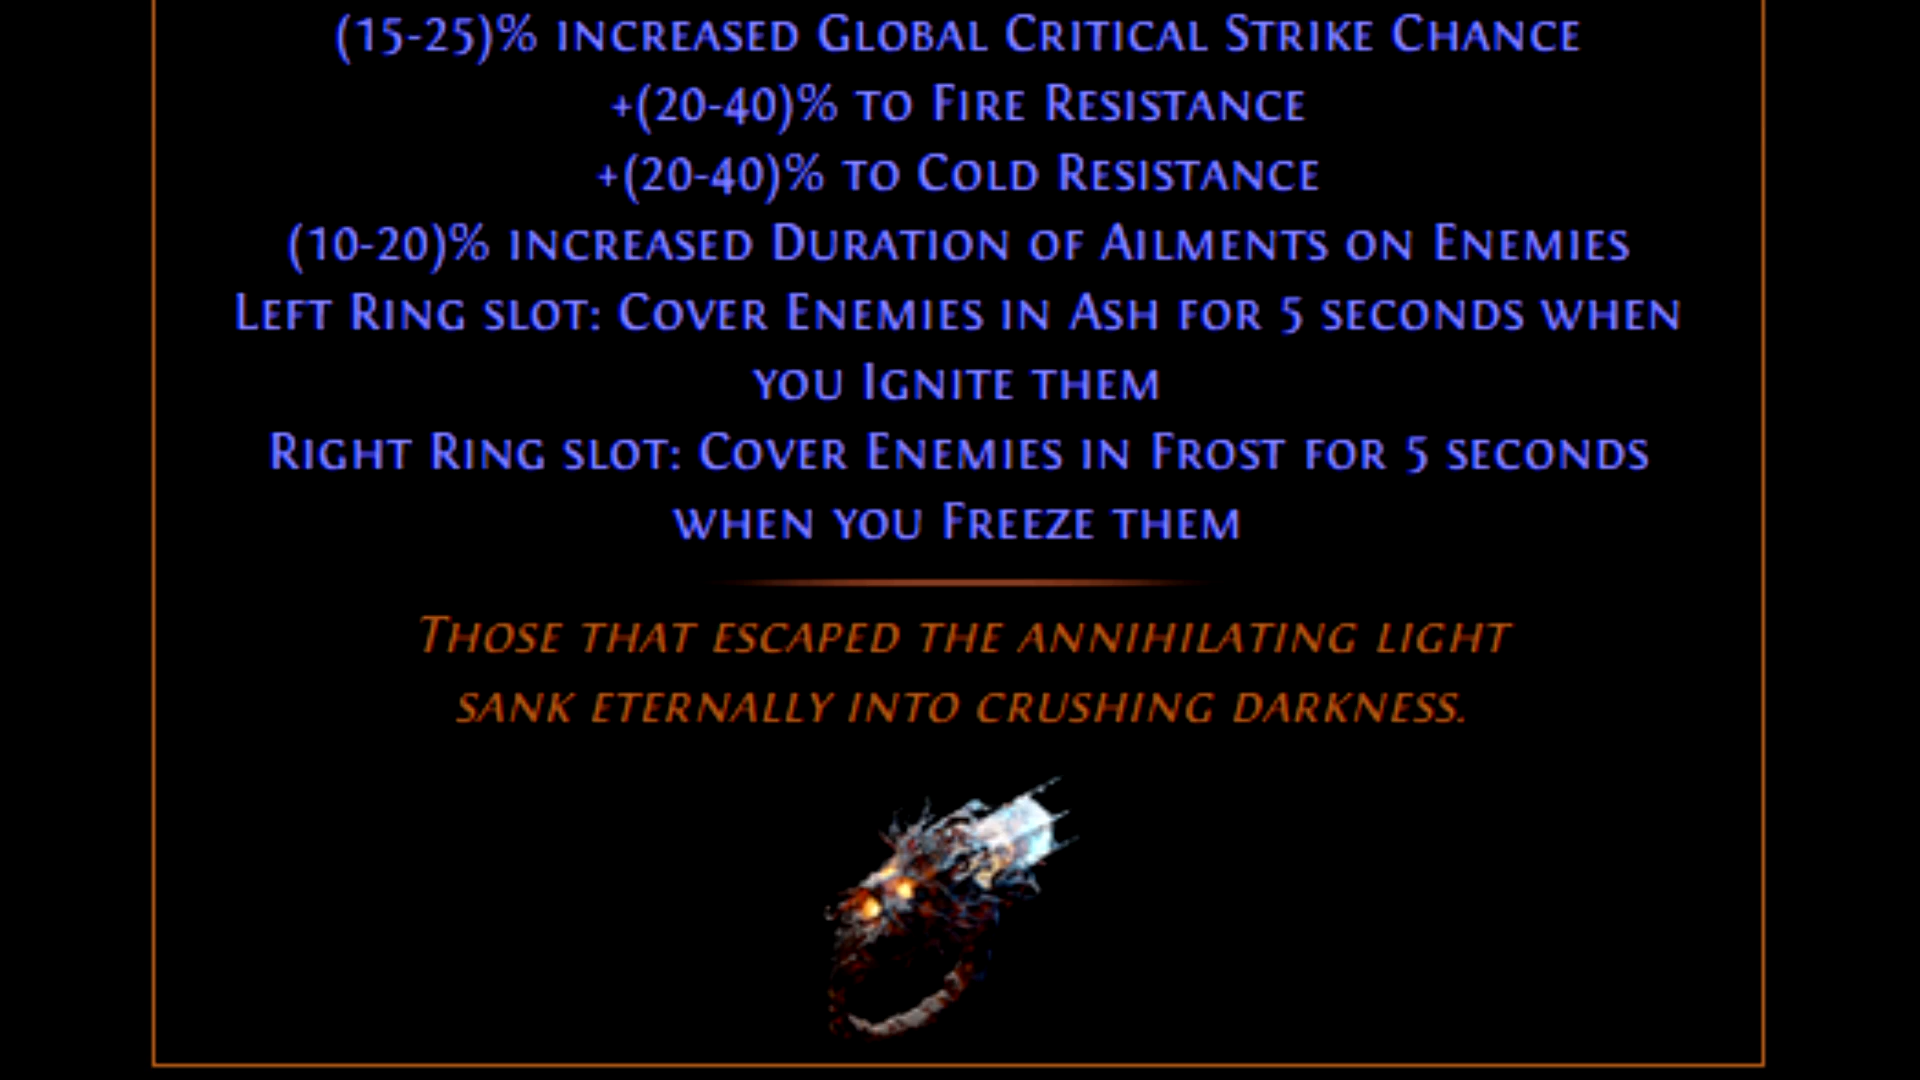 (15-25)% increased Global Critical Strike Chance
+(20-40)% to Fire Resistance
+(20-40)% to Cold Resistance
(10-20)% increased Duration of Ailments on Enemies
Left Ring slot: Cover Enemies in Ash for 5 seconds when
you Ignite them
Right Ring slot: Cover Enemies in Frost for 5 seconds
when you Freeze them
Those that escaped the annihilating light
sank eternally into crushing darkness.